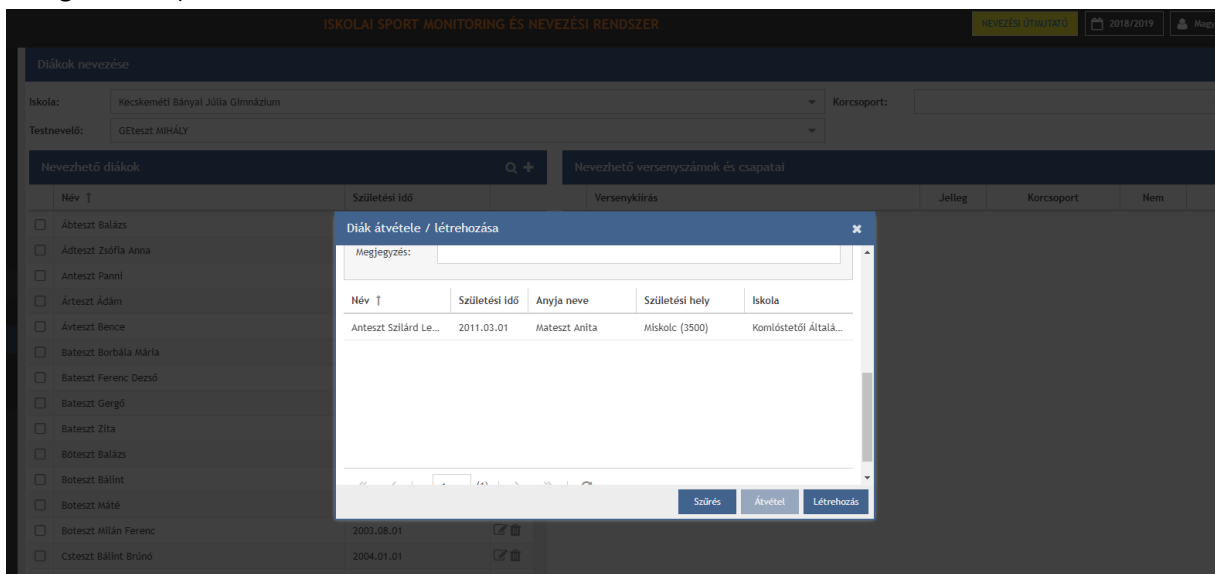 ISKOLAI SPORT MONITORING ÉS NEVEZÉSI RENDSZER
NEVEZÉSI ÚTMUTATÓ
2018/2019
Magy
Diákok nevezése
Iskola: Kecskeméti Bányai Júlia Gimnázium
Korcsoport:
Testnevelő: GEteszt MIHÁLY
Nevezhető diákok
Nevezhető versenyszámok és csapatai
Név Születési idő
Versenykiírás Jelleg Korcsoport Nem
Ábteszt Balázs
Ádteszt Zsófia Anna
Anteszt Panni
Árteszt Ádám
Ávteszt Bence
Bateszt Borbála Mária
Bateszt Ferenc Dezső
Bateszt Gergő
Bateszt Zita
Bóteszt Balázs
Boteszt Bálint
Boteszt Máté
Boteszt Milán Ferenc 2003.08.01
Csteszt Bálint Brúnó 2004.01.01
Diák átvétele / létrehozása
Megjegyzés:
Név Születési idő Anyja neve Születési hely Iskola
Anteszt Szilárd Le... 2011.03.01 Mateszt Anita Miskolc (3500) Komlóstetői Általá...
Szűrés Átvétel Létrehozás